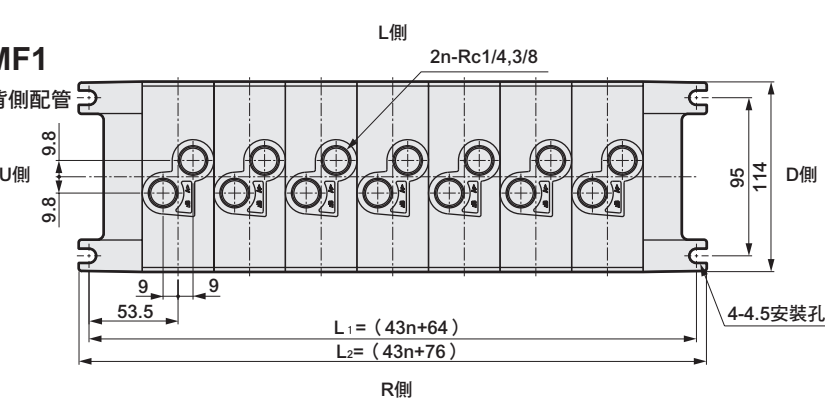 L側
MF1
2n-Rc1/4,3/8
背側配管
9.8
U側
9.8
95
114
D側
9
9
53.5
4-4.5安裝孔
L1=（43n+64）
L2=（43n+76）
R側